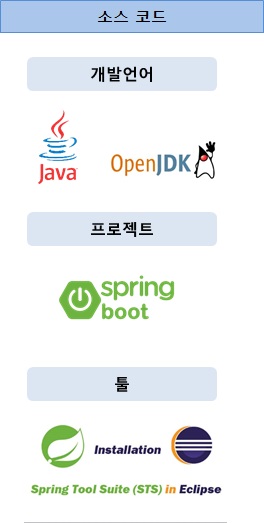 소스 코드
개발언어
Java
OpenJDK
프로젝트
spring
boot
툴
Installation
Spring Tool Suite (STS) in Eclipse